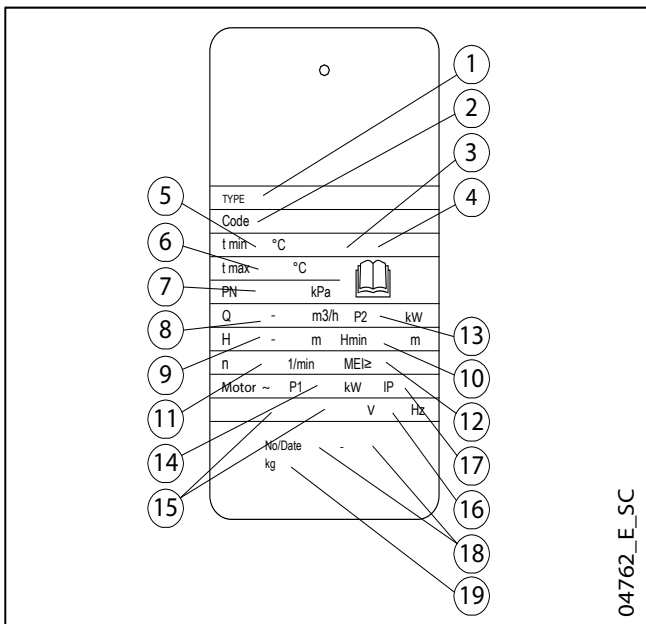 1
2
3
4
5
6
7
8
9
10
11
12
13
14
15
16
17
18
19
TYPE
Code
t min °C
t max °C
PN kPa
Q - m3/h P2 kW
H - m Hmin m
n 1/min MEI≥
Motor ~ P1 kW IP
V Hz
No/Date -
kg
04762_E_SC